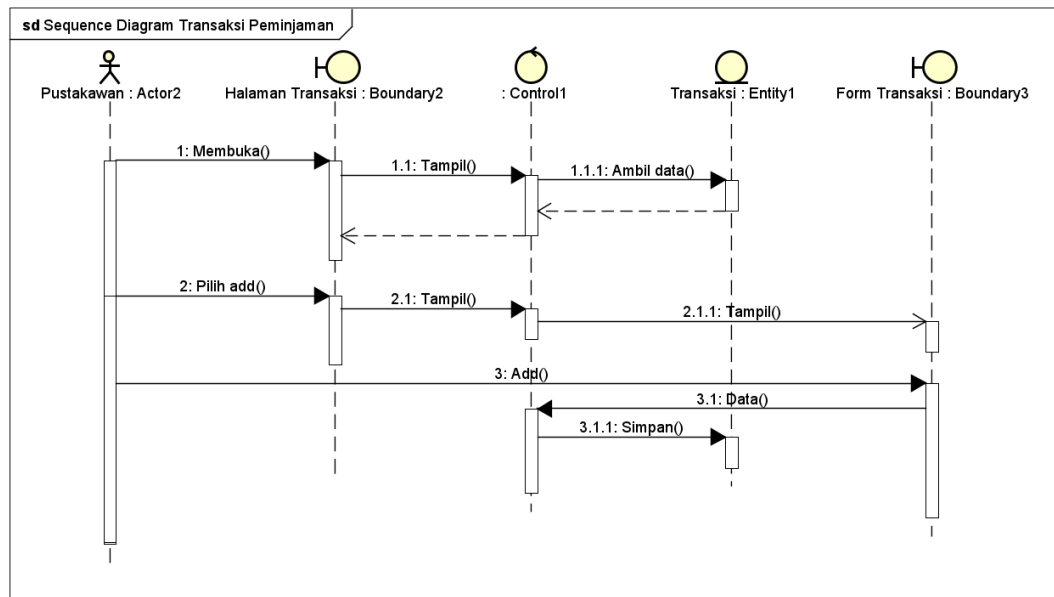 sd Sequence Diagram Transaksi Peminjaman
Pustakawan : Actor2
Halaman Transaksi : Boundary2
: Control1
Transaksi : Entity1
Form Transaksi : Boundary3
1: Membuka()
1.1: Tampil()
1.1.1: Ambil data()
2: Pilih add()
2.1: Tampil()
2.1.1: Tampil()
3: Add()
3.1: Data()
3.1.1: Simpan()